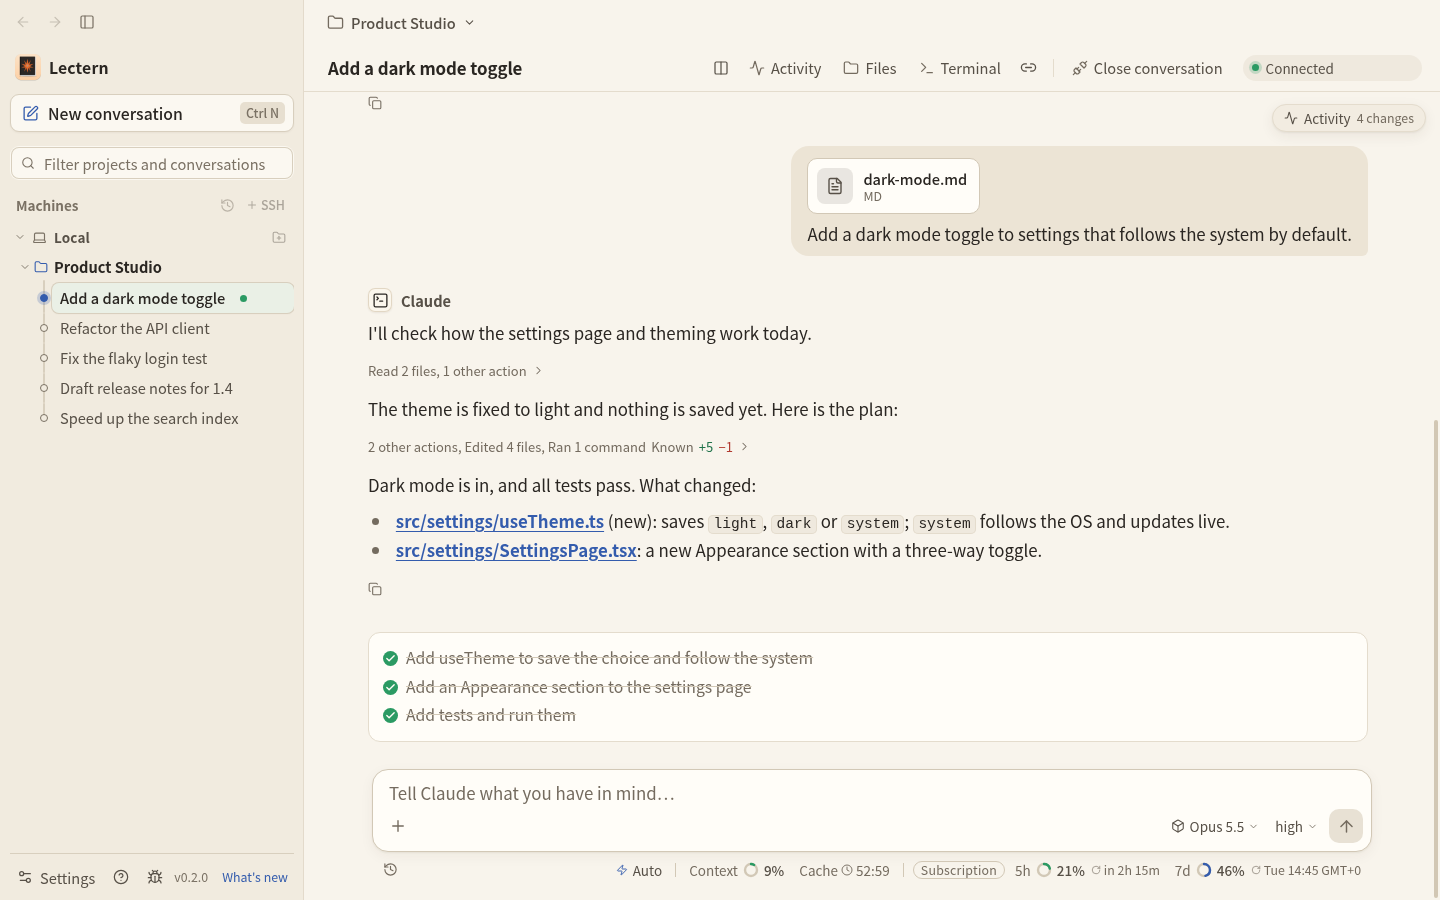 Product Studio
Lectern
Add a dark mode toggle
Activity
Files
Terminal
Close conversation
Connected
New conversation
Ctrl N
Activity 4 changes
Filter projects and conversations
Machines
+ SSH
Local
Product Studio
Add a dark mode toggle
Refactor the API client
Fix the flaky login test
Draft release notes for 1.4
Speed up the search index
dark-mode.md
MD
Add a dark mode toggle to settings that follows the system by default.
Claude
I'll check how the settings page and theming work today.
Read 2 files, 1 other action
The theme is fixed to light and nothing is saved yet. Here is the plan:
2 other actions, Edited 4 files, Ran 1 command Known +5 −1
Dark mode is in, and all tests pass. What changed:
src/settings/useTheme.ts (new): saves light, dark or system; system follows the OS and updates live.
src/settings/SettingsPage.tsx: a new Appearance section with a three-way toggle.
Add useTheme to save the choice and follow the system
Add an Appearance section to the settings page
Add tests and run them
Tell Claude what you have in mind…
Opus 5.5
high
Settings
v0.2.0
What's new
Auto
Context 9%
Cache 52:59
Subscription
5h 21% in 2h 15m
7d 46% Tue 14:45 GMT+0